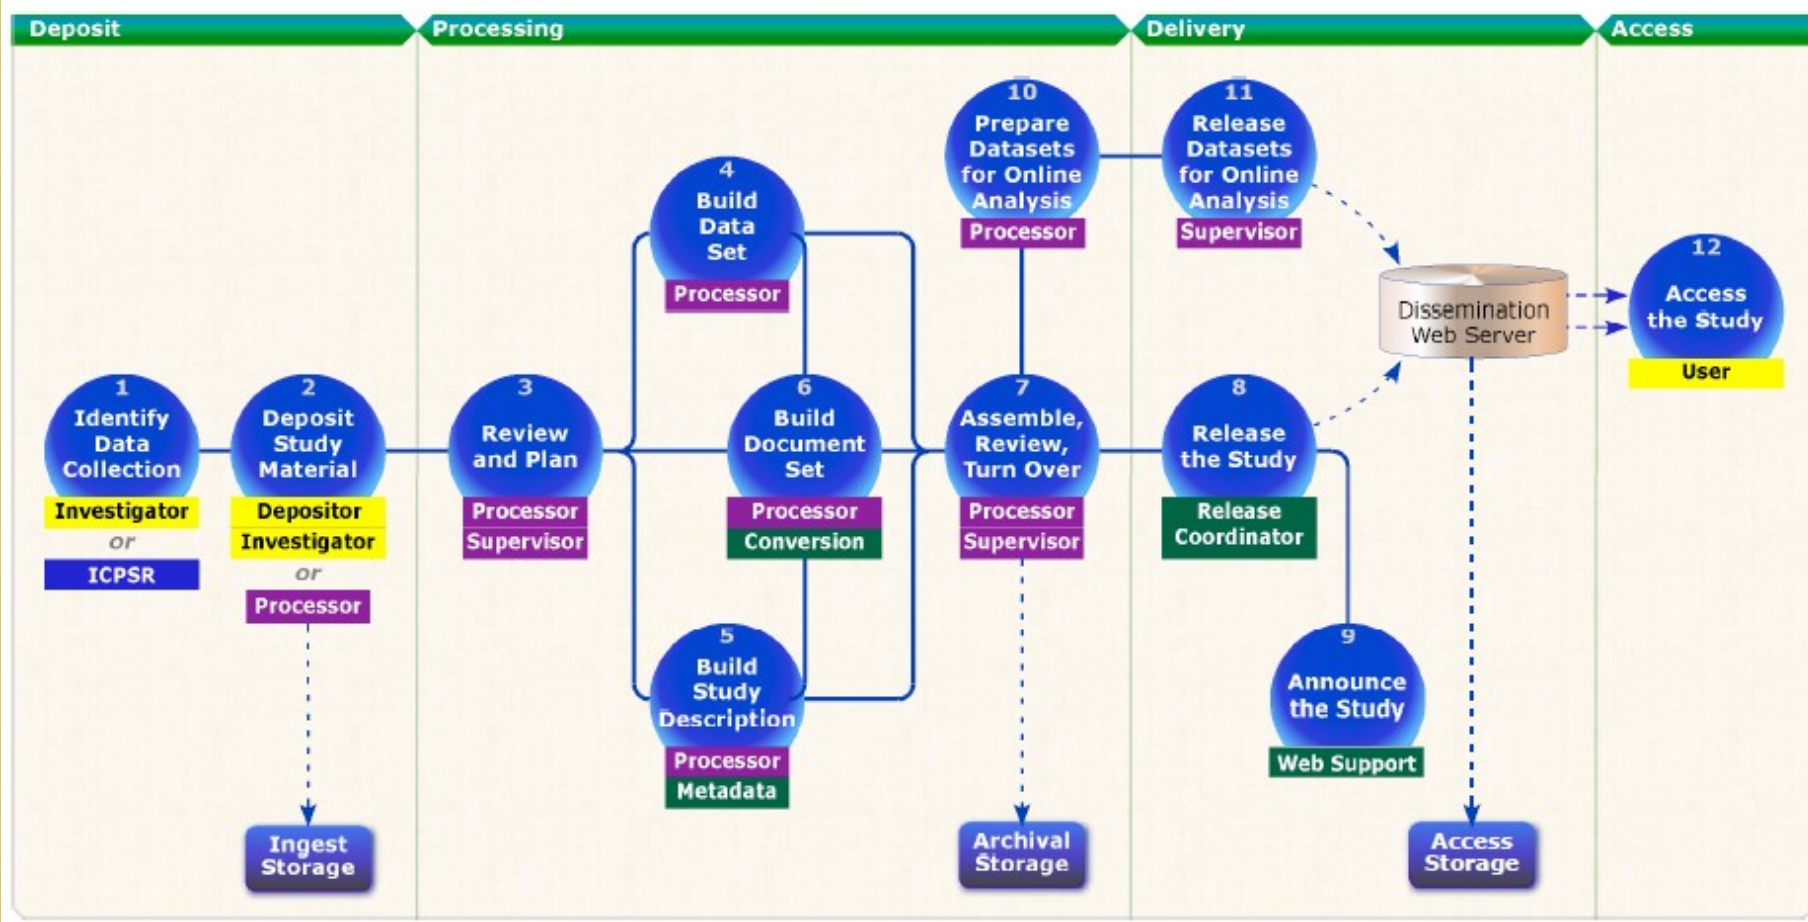 Deposit
Processing
Delivery
Access
1
Identify
Data
Collection
Investigator
or
ICPSR
2
Deposit
Study
Material
Depositor
Investigator
or
Processor
Ingest
Storage
3
Review
and Plan
Processor
Supervisor
4
Build
Data
Set
Processor
5
Build
Study
Description
Processor
Metadata
6
Build
Document
Set
Processor
Conversion
7
Assemble,
Review,
Turn Over
Processor
Supervisor
Archival
Storage
8
Release
the Study
Release
Coordinator
9
Announce
the Study
Web Support
10
Prepare
Datasets
for Online
Analysis
Processor
11
Release
Datasets
for Online
Analysis
Supervisor
Dissemination
Web Server
Access
Storage
12
Access
the Study
User